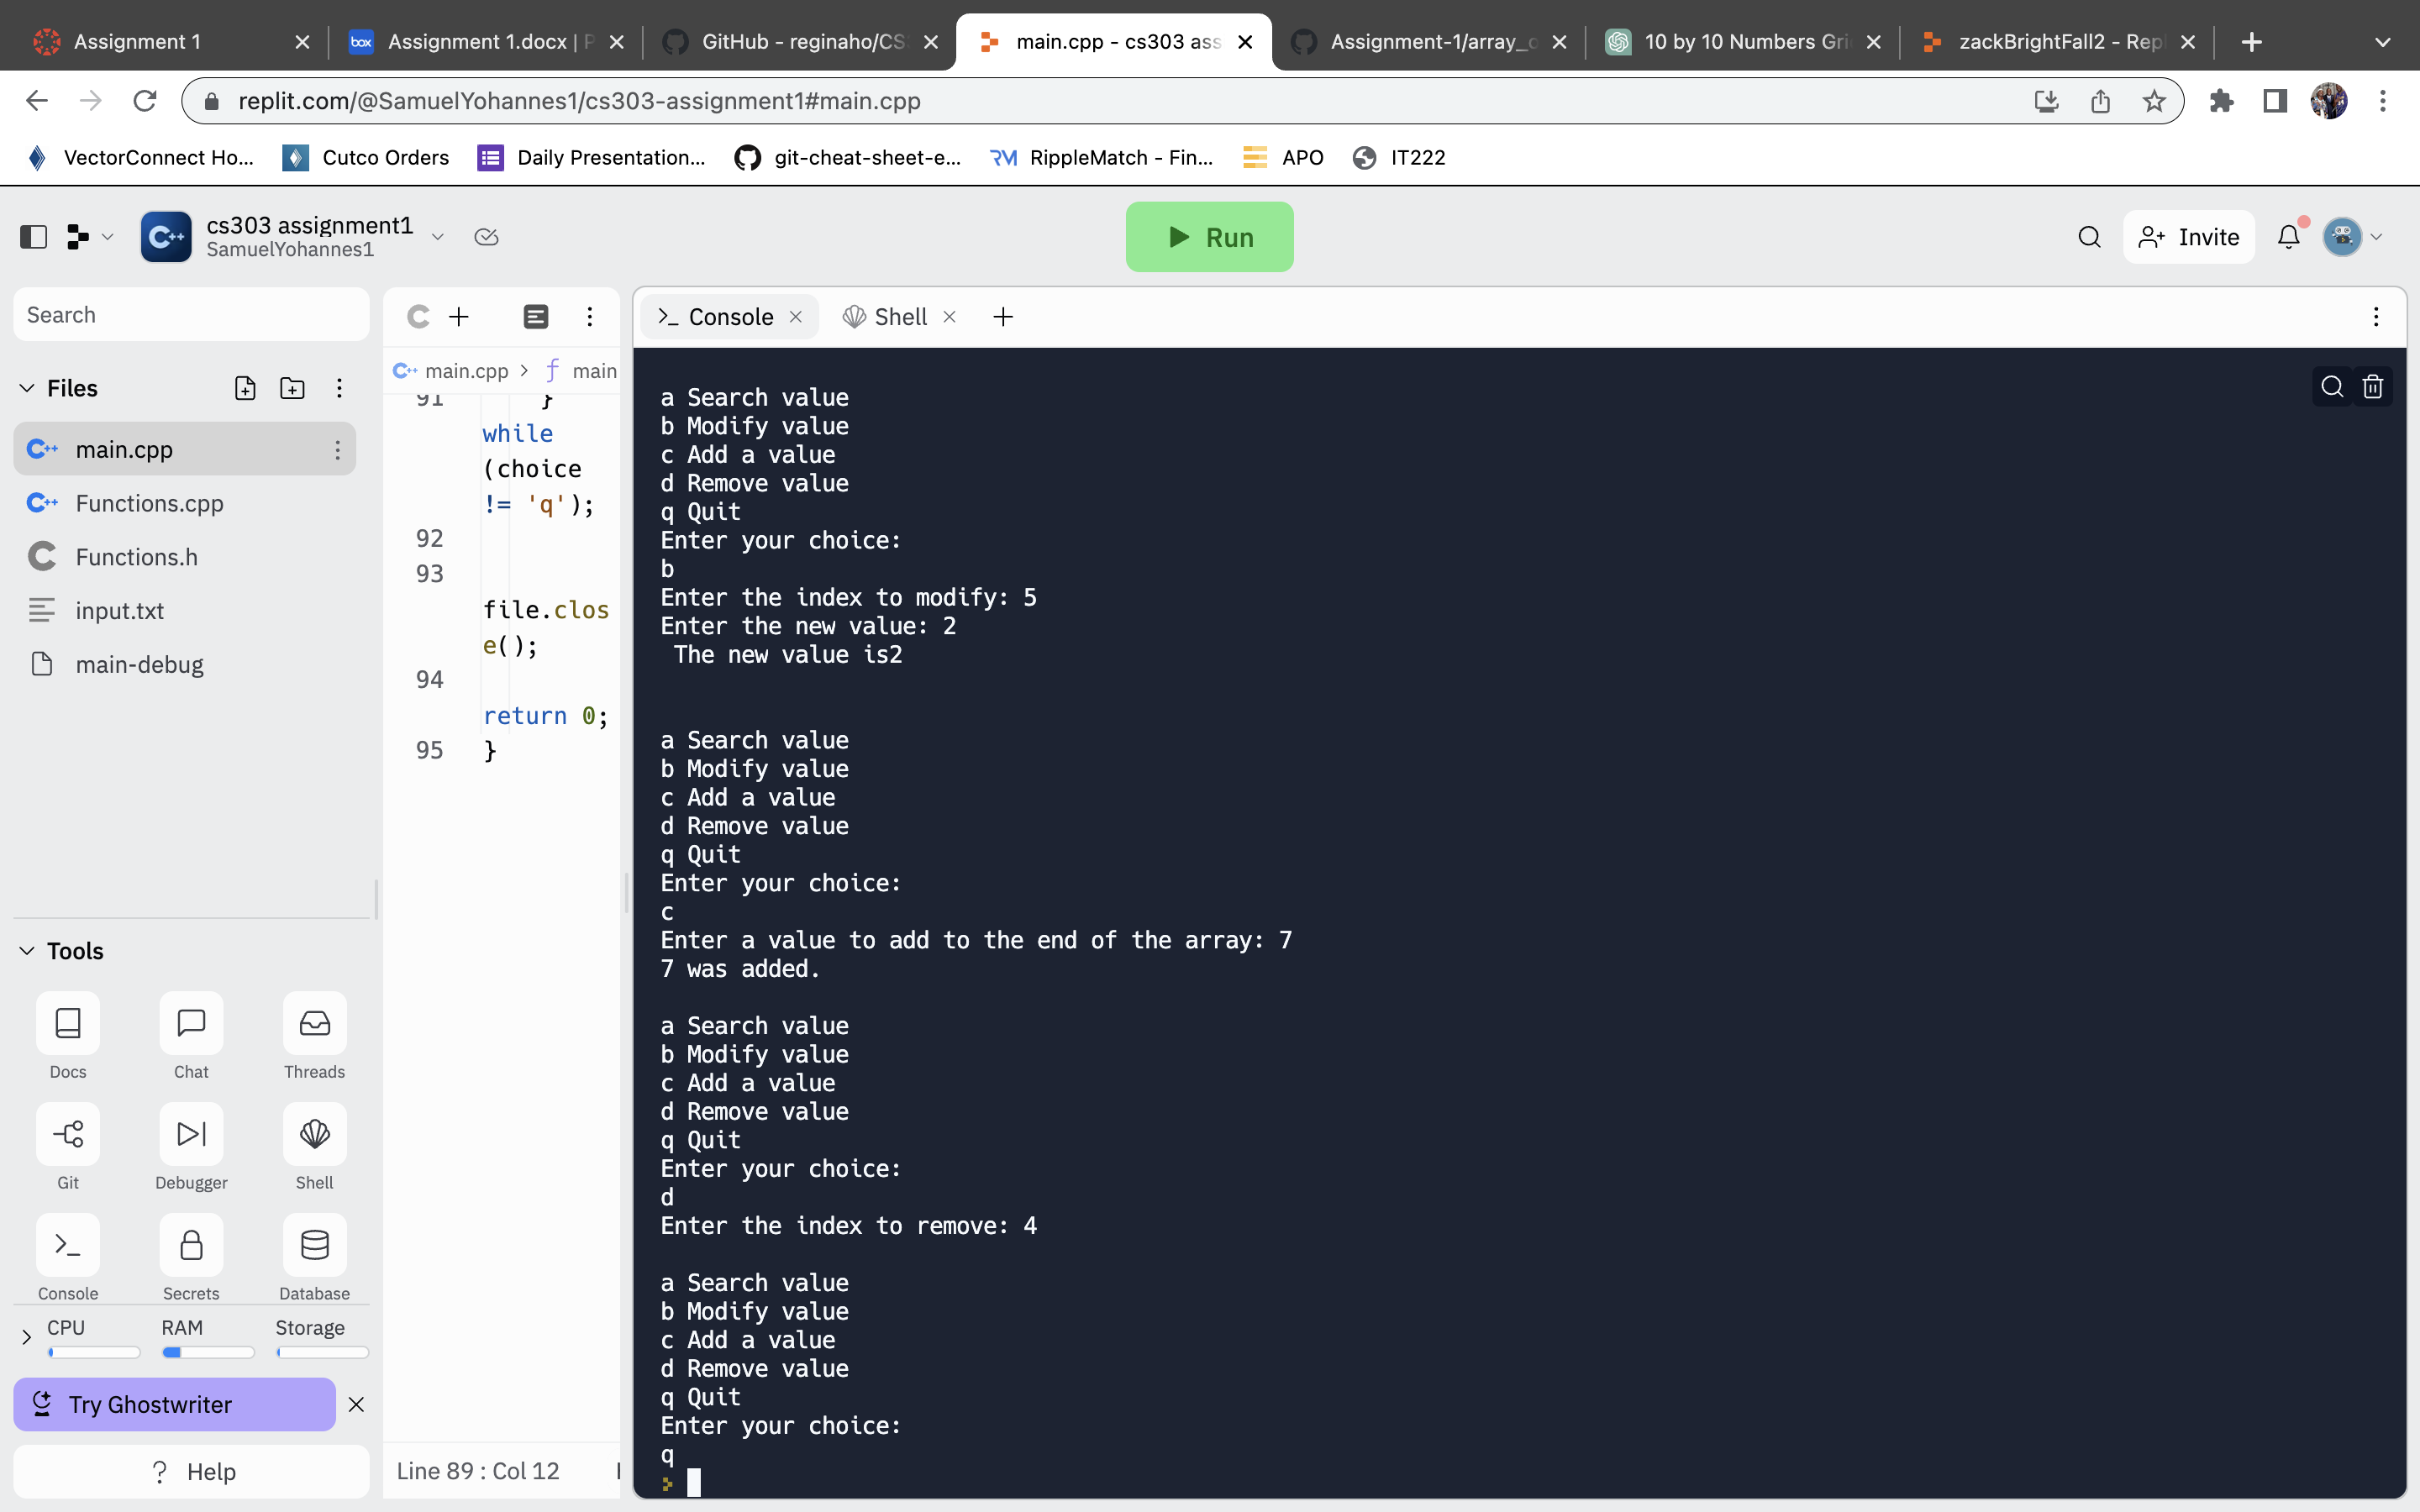 Assignment 1
box Assignment 1.docx | P
GitHub - reginaho/CS
main.cpp - cs303 ass
Assignment-1/array_o
10 by 10 Numbers Gri
zackBrightFall2 - Repl
replit.com/@SamuelYohannes1/cs303-assignment1#main.cpp
VectorConnect Ho...
Cutco Orders
Daily Presentation...
git-cheat-sheet-e...
RM RippleMatch - Fin...
APO
IT222
C++ cs303 assignment1
SamuelYohannes1
Run
Invite
Search
Files
C++ main.cpp
C++ Functions.cpp
C Functions.h
input.txt
main-debug
Tools
Docs
Chat
Threads
Git
Debugger
Shell
Console
Secrets
Database
CPU
RAM
Storage
Try Ghostwriter
? Help
C++ main.cpp > f main
91 }
while
(choice
!= 'q');
92
93
file.clos
e();
94
return 0;
95 }
Line 89 : Col 12
>_ Console
Shell
a Search value
b Modify value
c Add a value
d Remove value
q Quit
Enter your choice:
b
Enter the index to modify: 5
Enter the new value: 2
The new value is2
a Search value
b Modify value
c Add a value
d Remove value
q Quit
Enter your choice:
c
Enter a value to add to the end of the array: 7
7 was added.
a Search value
b Modify value
c Add a value
d Remove value
q Quit
Enter your choice:
d
Enter the index to remove: 4
a Search value
b Modify value
c Add a value
d Remove value
q Quit
Enter your choice:
q